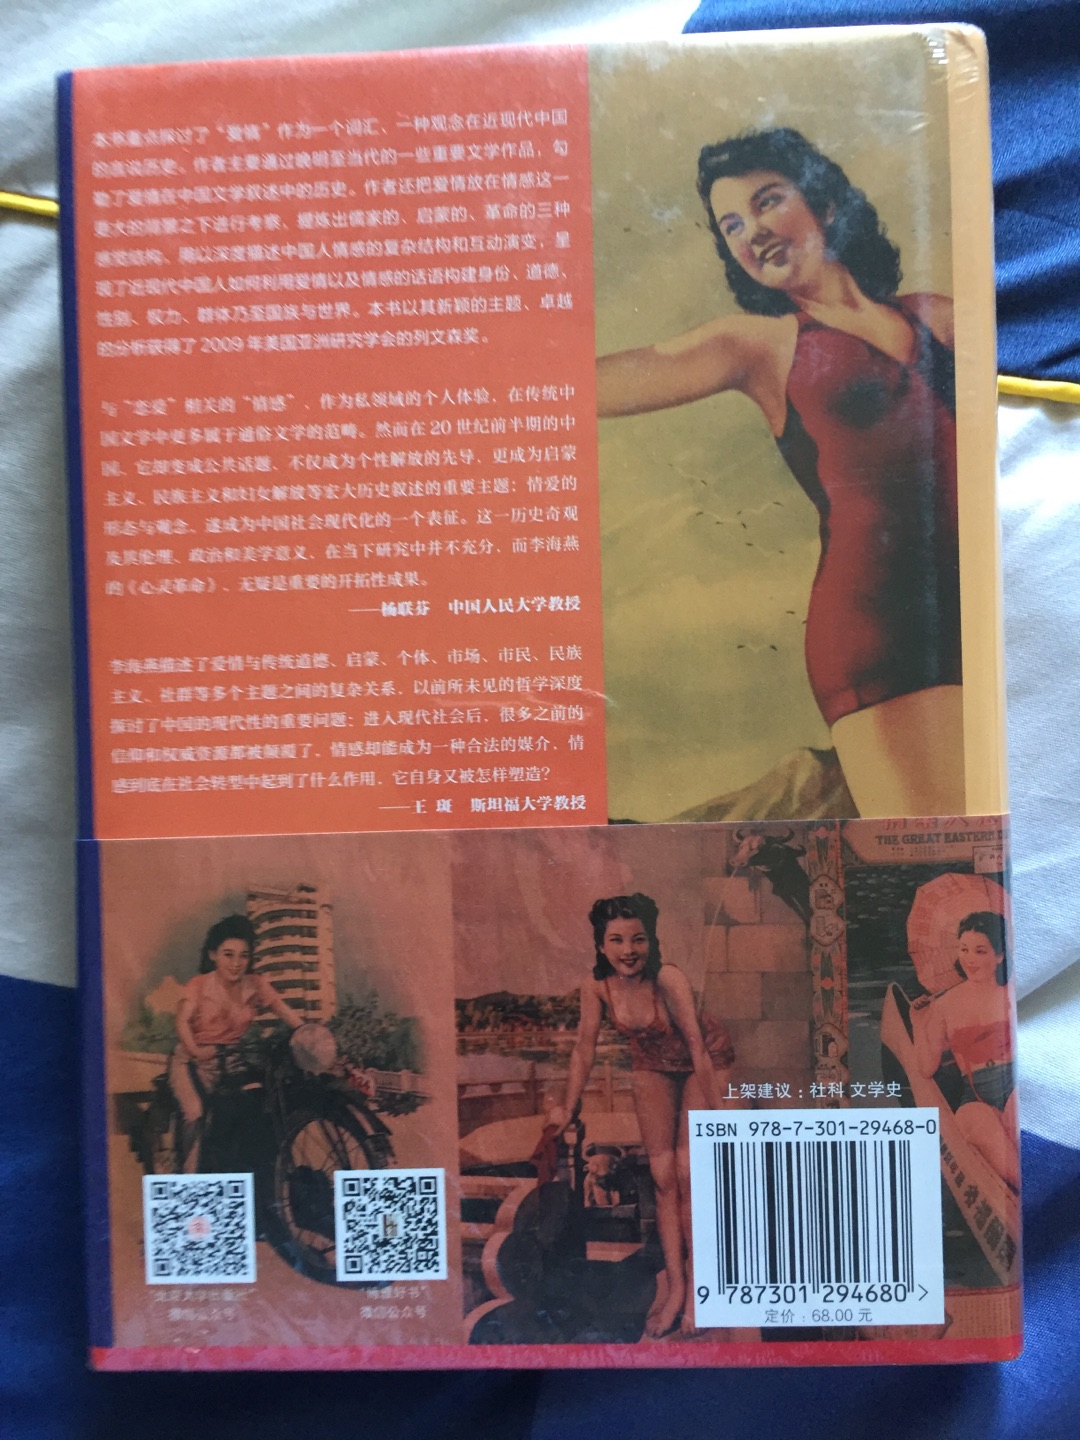 本书重点探讨了“爱情”作为一个词汇、一种观念在近现代中国
的言说历史。作者主要通过晚明至当代的一些重要文学作品，勾
勒了爱情在中国文学叙述中的历史。作者还把爱情放在情感这一
更大的背景之下进行考察，提炼出儒家的、启蒙的、革命的三种
感觉结构，用以深度描述中国人情感的复杂结构和互动演变，呈
现了近现代中国人如何利用爱情以及情感的话语构建身份、道德、
性别、权力、群体乃至国族与世界。本书以其新颖的主题、卓越
的分析获得了2009年美国亚洲研究学会的列文森奖。
与“恋爱”相关的“情感”、作为私领域的个人体验，在传统中
国文学中更多属于通俗文学的范畴。然而在20世纪前半期的中
国，它却变成公共话题，不仅成为个性解放的先导，更成为启蒙
主义、民族主义和妇女解放等宏大历史叙述的重要主题；情爱的
形态与观念，遂成为中国社会现代化的一个表征。这一历史奇观
及其伦理、政治和美学意义，在当下研究中并不充分，而李海燕
的《心灵革命》，无疑是重要的开拓性成果。
——杨联芬 中国人民大学教授
李海燕描述了爱情与传统道德、启蒙、个体、市场、市民、民族
主义、社群等多个主题之间的复杂关系，以前所未见的哲学深度
探讨了中国的现代性的重要问题：进入现代社会后，很多之前的
信仰和权威资源都被颠覆了，情感却能成为一种合法的媒介，情
感到底在社会转型中起到了什么作用，它自身又被怎样塑造？
——王 斑 斯坦福大学教授
THE GREAT EASTERN D
上架建议：社科 文学史
ISBN 978-7-301-29468-0
9 787301 294680 >
定价：68.00 元
“北京大学出版社”
微信公众号
“博雅好书”
微信公众号